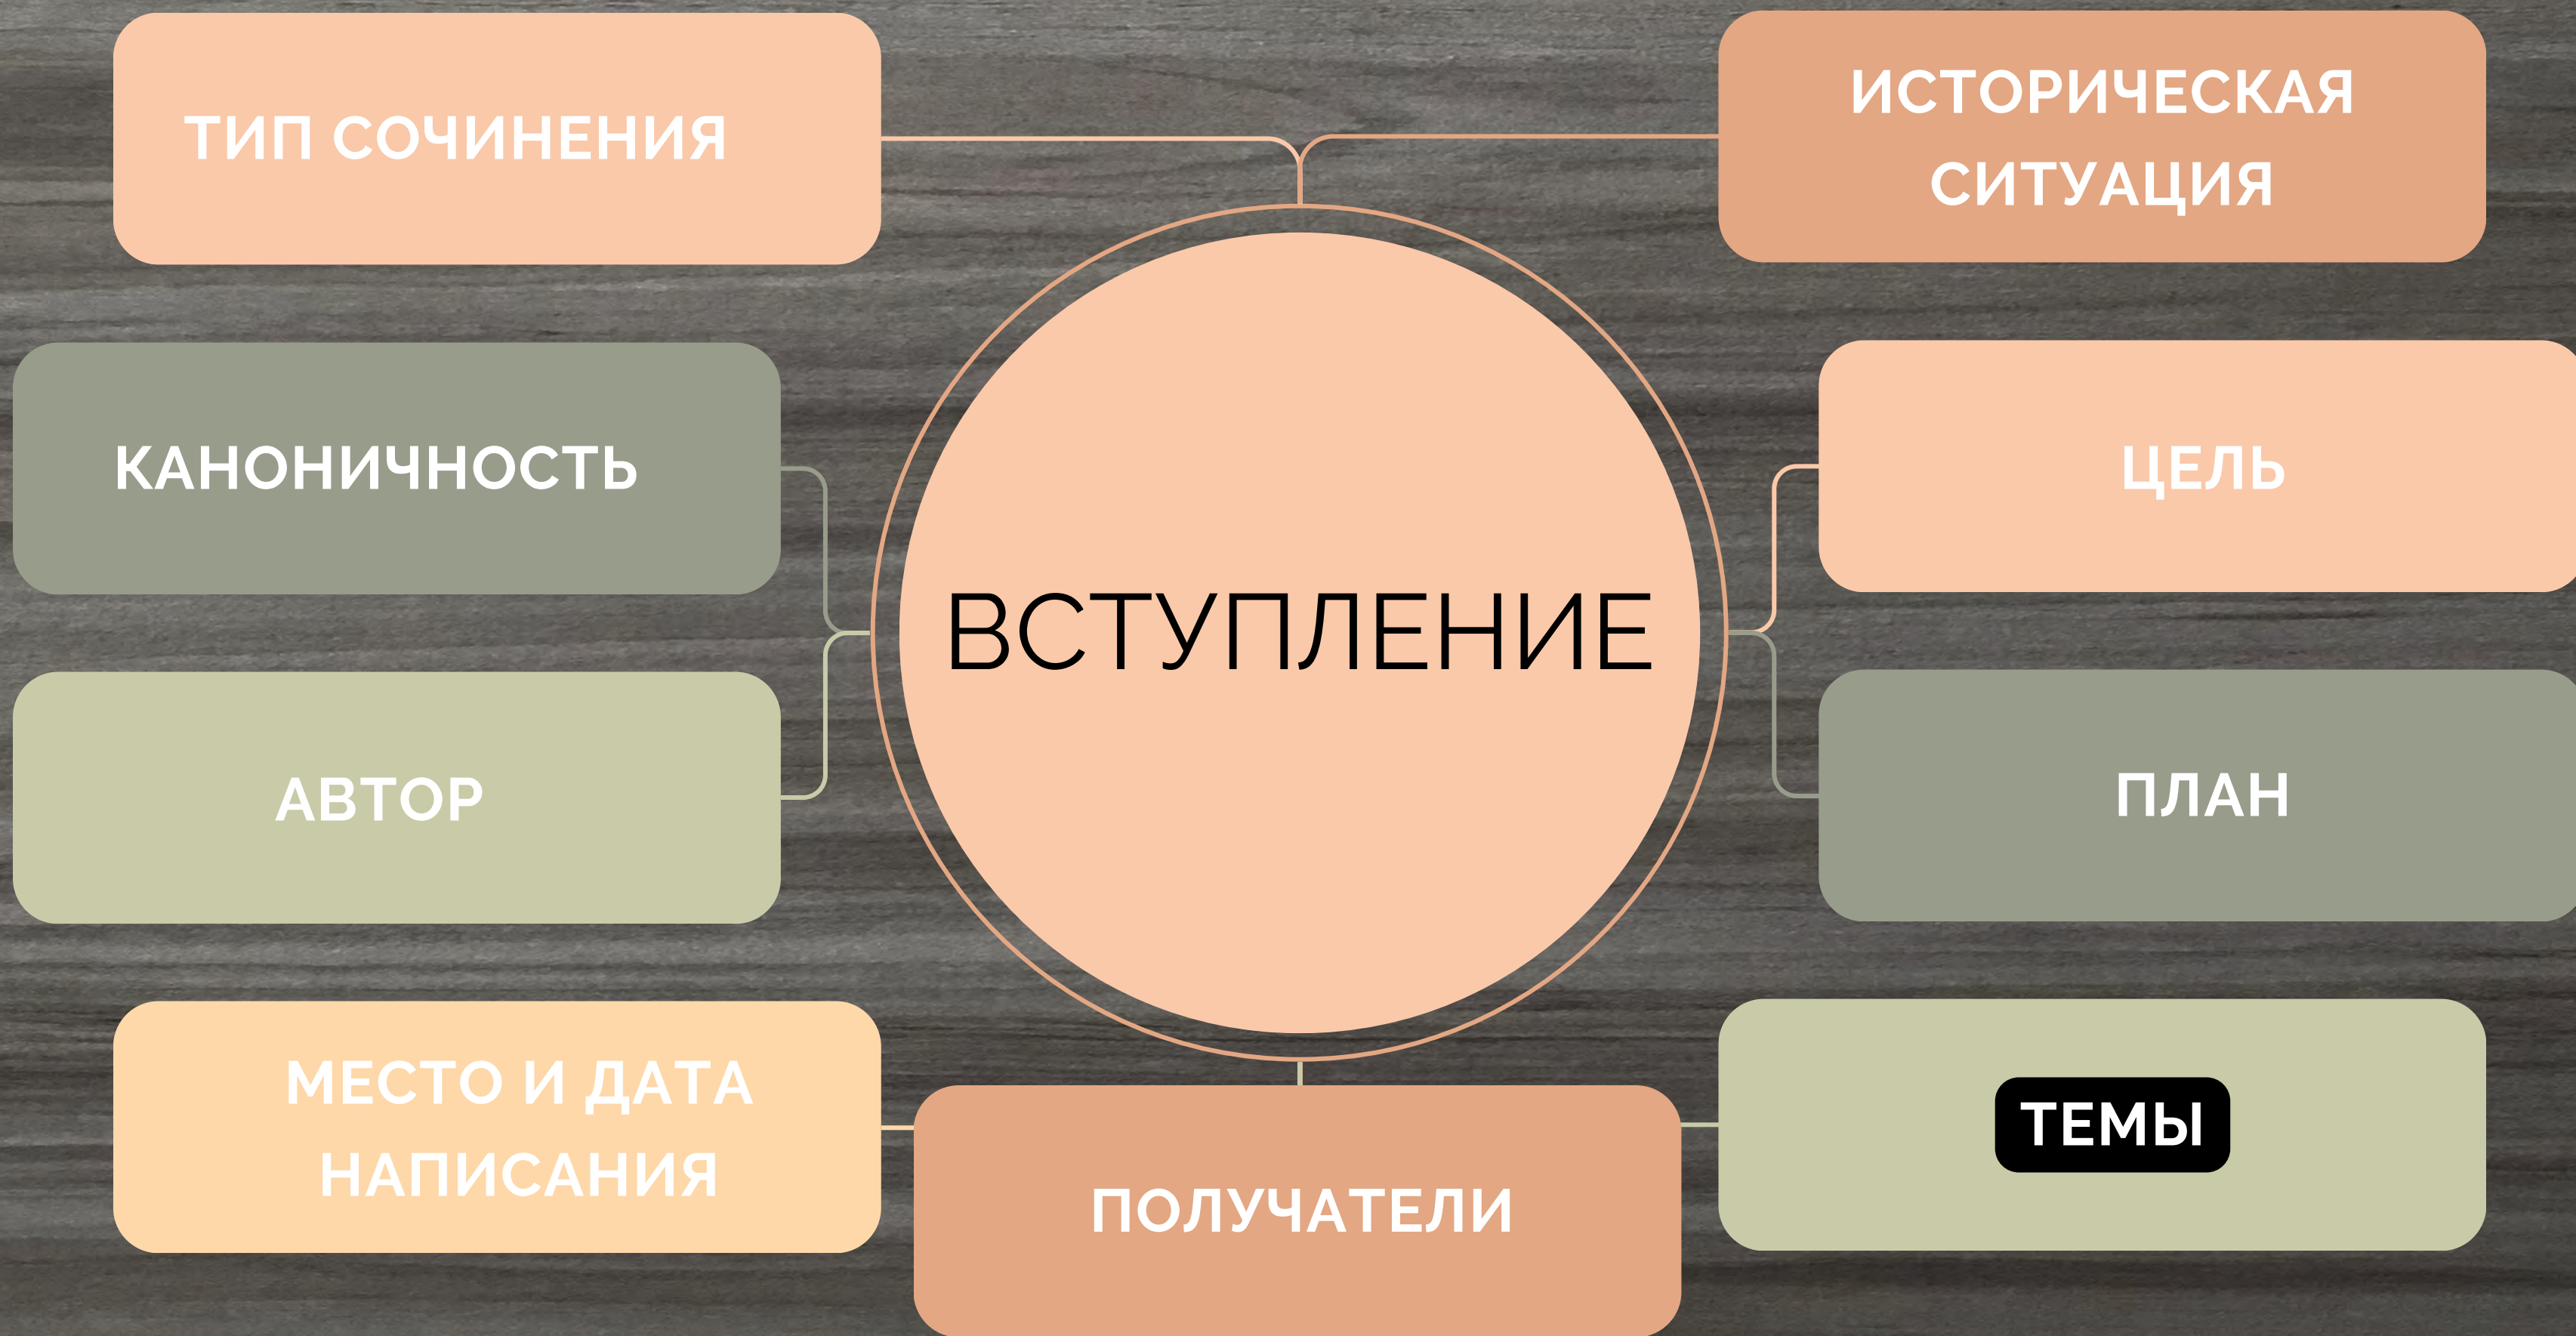 ТИП СОЧИНЕНИЯ
ИСТОРИЧЕСКАЯ
СИТУАЦИЯ
КАНОНИЧНОСТЬ
ЦЕЛЬ
ВСТУПЛЕНИЕ
АВТОР
ПЛАН
МЕСТО И ДАТА
НАПИСАНИЯ
ПОЛУЧАТЕЛИ
ТЕМЫ